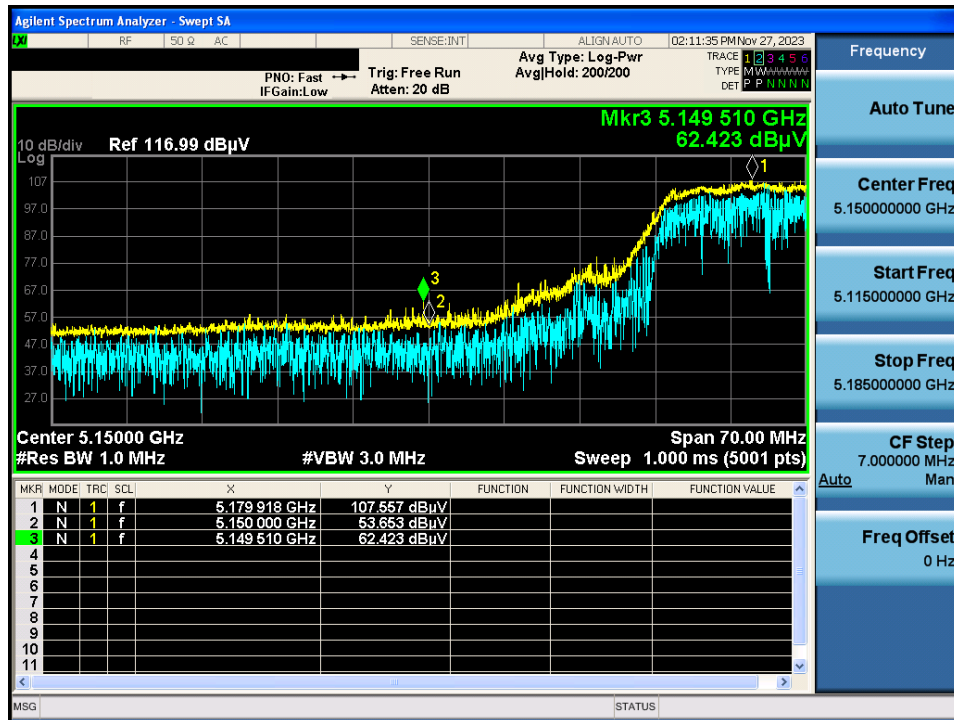 Agilent Spectrum Analyzer - Swept SA
LXI RF 50 Ω AC SENSE:INT ALIGN AUTO 02:11:35 PM Nov 27, 2023
PNO: Fast
IFGain:Low
Trig: Free Run
Atten: 20 dB
Avg Type: Log-Pwr
Avg|Hold: 200/200
TRACE 1 2 3 4 5 6
TYPE M W W W W W
DET P P N N N N
Mkr3 5.149 510 GHz
62.423 dBµV
10 dB/div Ref 116.99 dBµV
Log
107
97.0
87.0
77.0
67.0
57.0
47.0
37.0
27.0
1
3
2
Center 5.15000 GHz Span 70.00 MHz
#Res BW 1.0 MHz #VBW 3.0 MHz Sweep 1.000 ms (5001 pts)
MKR MODE TRC SCL X Y FUNCTION FUNCTION WIDTH FUNCTION VALUE
1 N 1 f 5.179 918 GHz 107.557 dBµV
2 N 1 f 5.150 000 GHz 53.653 dBµV
3 N 1 f 5.149 510 GHz 62.423 dBµV
4
5
6
7
8
9
10
11
MSG STATUS
Frequency
Auto Tune
Center Freq
5.150000000 GHz
Start Freq
5.115000000 GHz
Stop Freq
5.185000000 GHz
CF Step
7.000000 MHz
Auto Man
Freq Offset
0 Hz